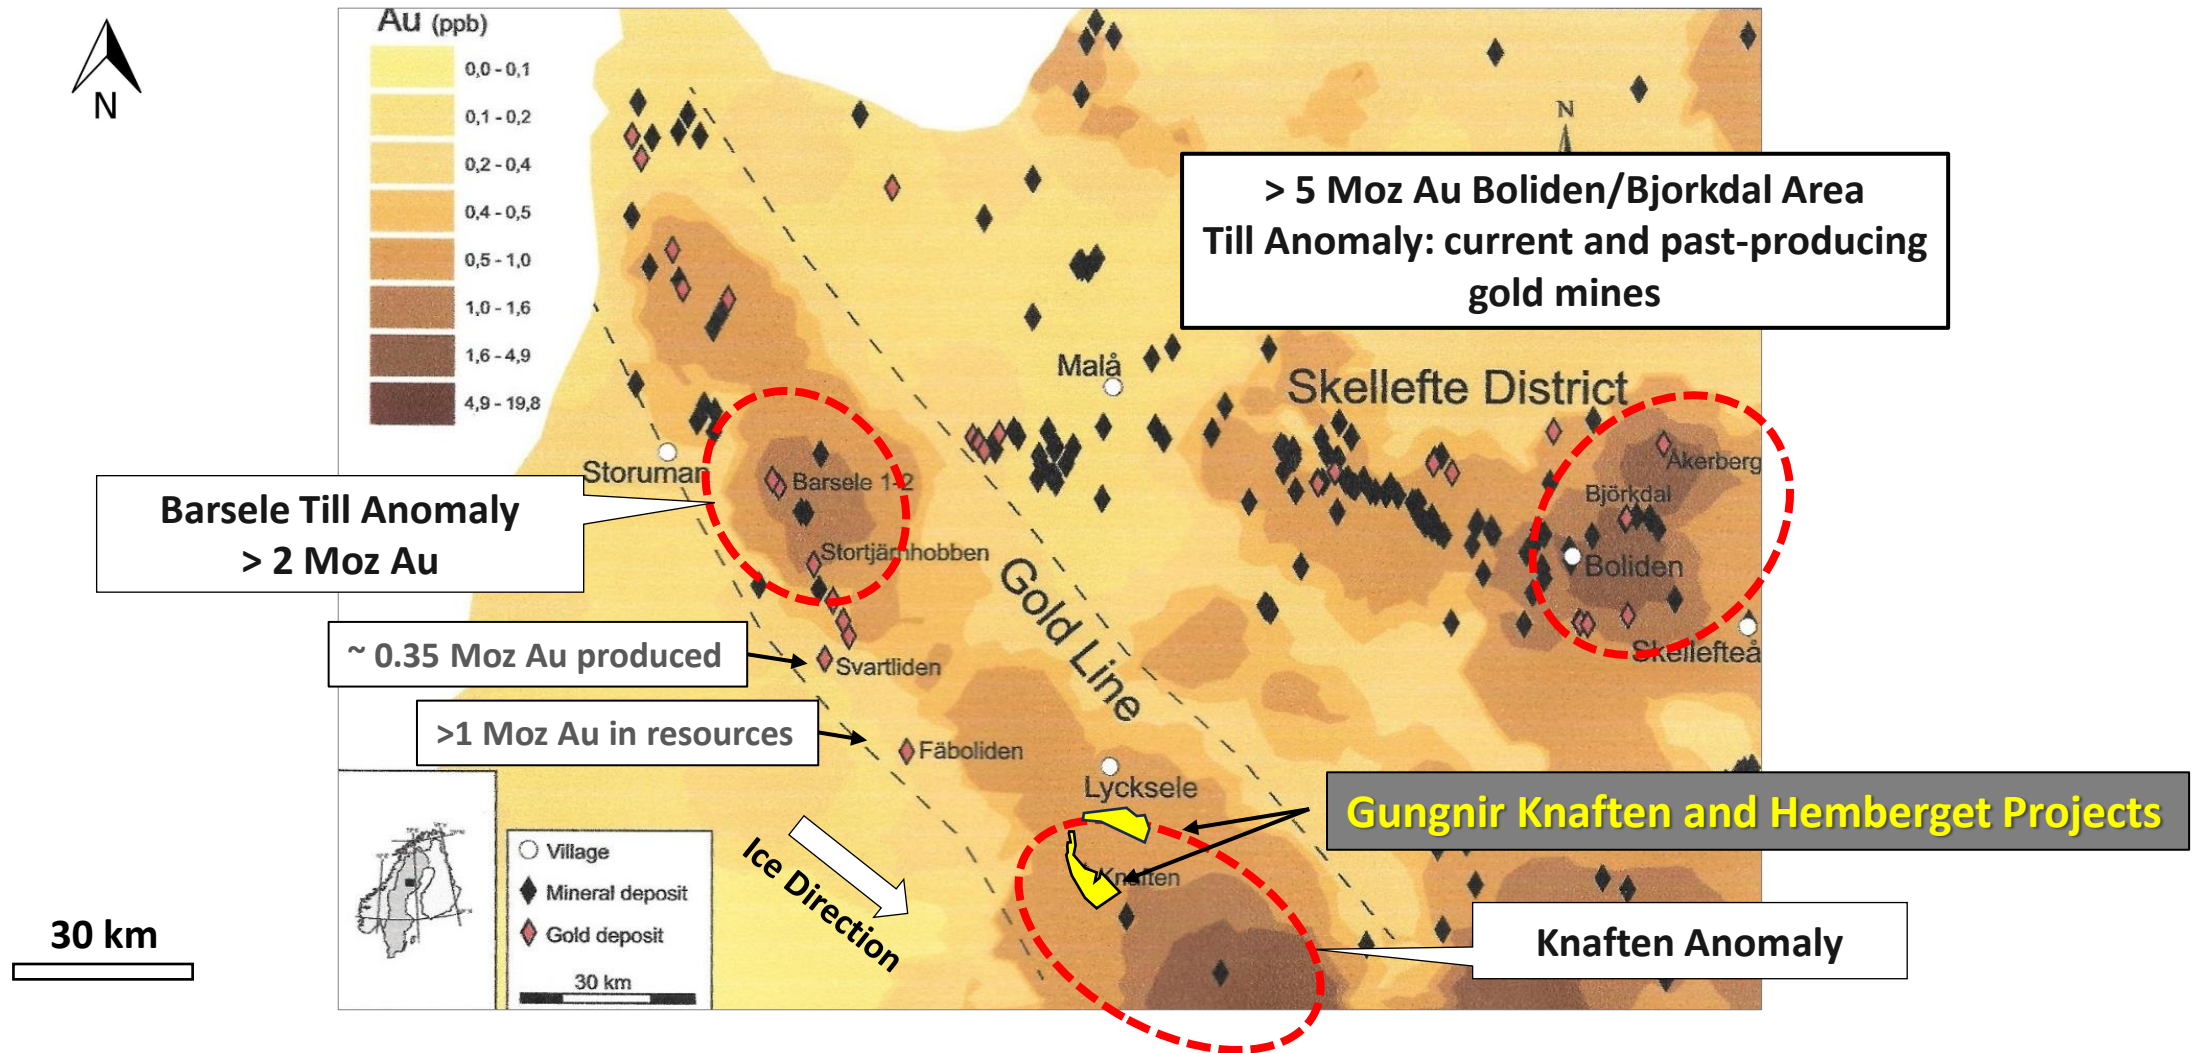 Au (ppb)
0,0 - 0,1
0,1 - 0,2
0,2 - 0,4
0,4 - 0,5
0,5 - 1,0
1,0 - 1,6
1,6 - 4,9
4,9 - 19,8
N
N
> 5 Moz Au Boliden/Bjorkdal Area
Till Anomaly: current and past-producing
gold mines
Malå
Skellefte District
Storuman
Barsele 1-2
Åkerberg
Björkdal
Boliden
Skellefteå
Barsele Till Anomaly
> 2 Moz Au
Stortjärnhobben
Gold Line
~ 0.35 Moz Au produced
Svartliden
>1 Moz Au in resources
Fäboliden
Lycksele
Gungnir Knaften and Hemberget Projects
Knaften
Ice Direction
Knaften Anomaly
Village
Mineral deposit
Gold deposit
30 km
30 km